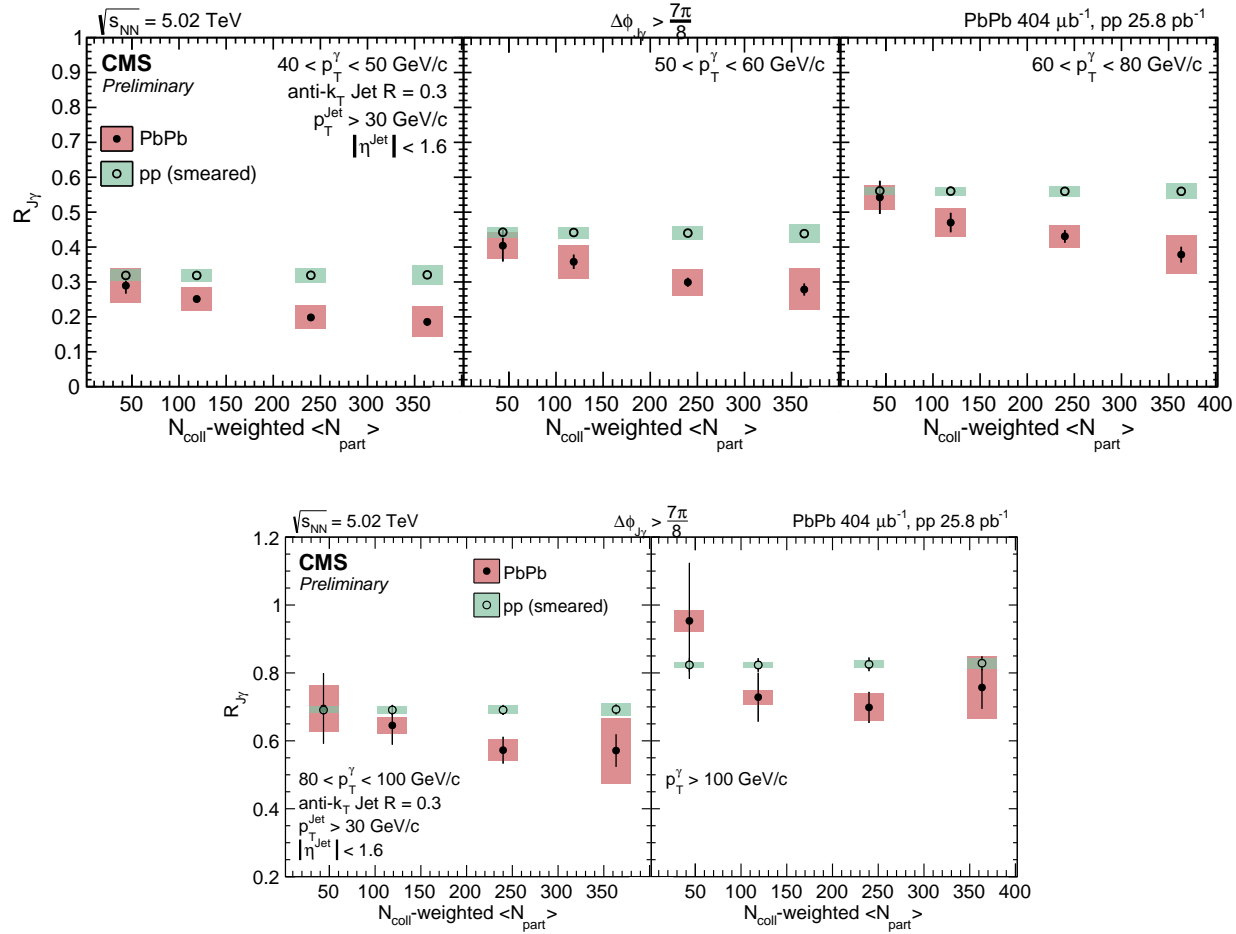 √s_NN = 5.02 TeV
Δϕ_Jγ > 7π/8
PbPb 404 μb⁻¹, pp 25.8 pb⁻¹
CMS
Preliminary
PbPb
pp (smeared)
40 < p_T^γ < 50 GeV/c
anti-k_T Jet R = 0.3
p_T^Jet > 30 GeV/c
|η^Jet| < 1.6
50 < p_T^γ < 60 GeV/c
60 < p_T^γ < 80 GeV/c
R_Jγ
1
0.9
0.8
0.7
0.6
0.5
0.4
0.3
0.2
0.1
0
50 100 150 200 250 300 350
50 100 150 200 250 300 350
50 100 150 200 250 300 350 400
N_coll-weighted <N_part>
N_coll-weighted <N_part>
N_coll-weighted <N_part>
√s_NN = 5.02 TeV
Δϕ_Jγ > 7π/8
PbPb 404 μb⁻¹, pp 25.8 pb⁻¹
CMS
Preliminary
PbPb
pp (smeared)
R_Jγ
1.2
1
0.8
0.6
0.4
0.2
80 < p_T^γ < 100 GeV/c
anti-k_T Jet R = 0.3
p_T^Jet > 30 GeV/c
|η^Jet| < 1.6
p_T^γ > 100 GeV/c
50 100 150 200 250 300 350
50 100 150 200 250 300 350 400
N_coll-weighted <N_part>
N_coll-weighted <N_part>